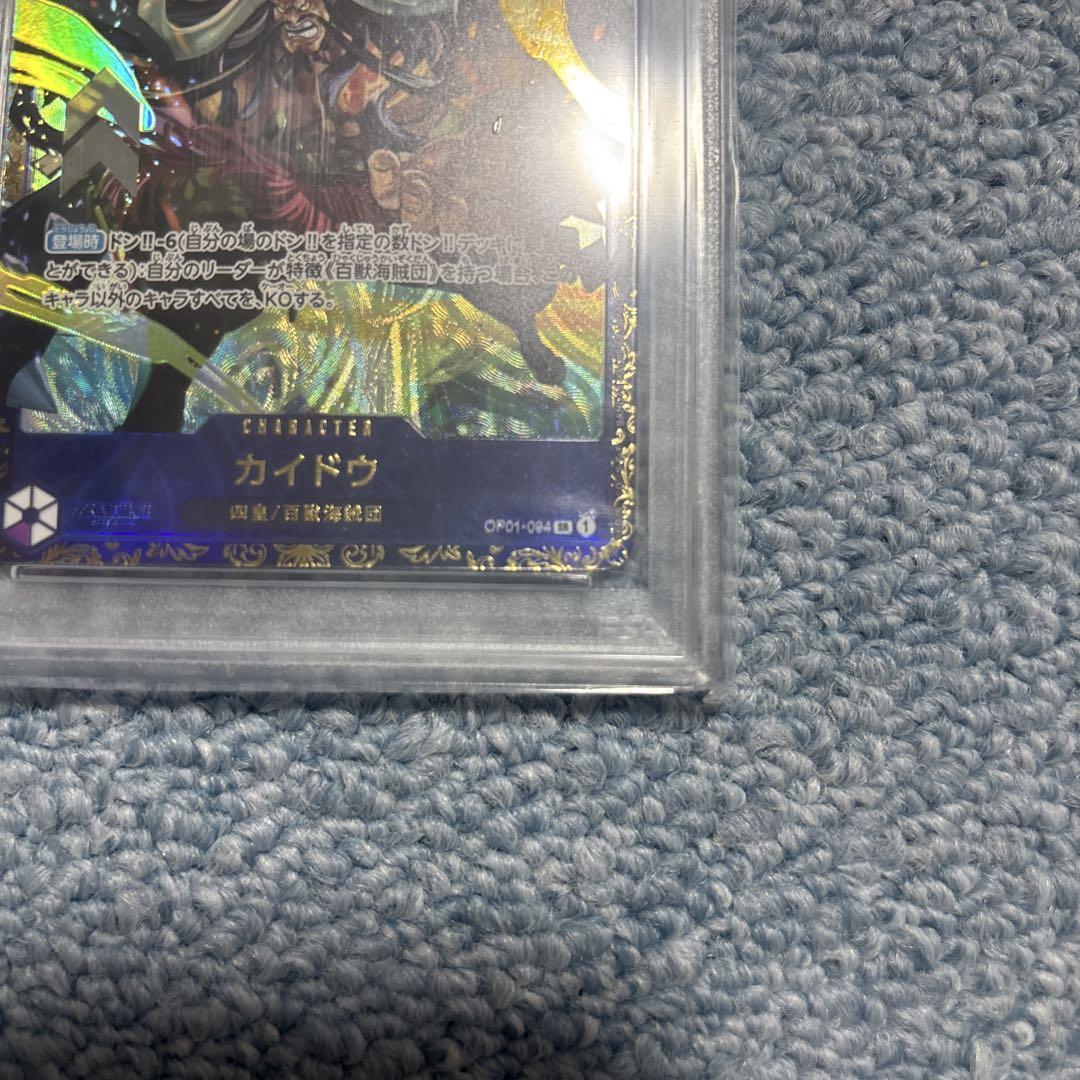 登場時 ドン!!-6(自分の場のドン!!を指定の数ドン!!デッ
とができる):自分のリーダーが特徴《百獣海賊団》を持つ場合、この
キャラ以外のキャラすべてを、KOする。
CHARACTER
カイドウ
四皇/百獣海賊団
OP01-094 SR 1